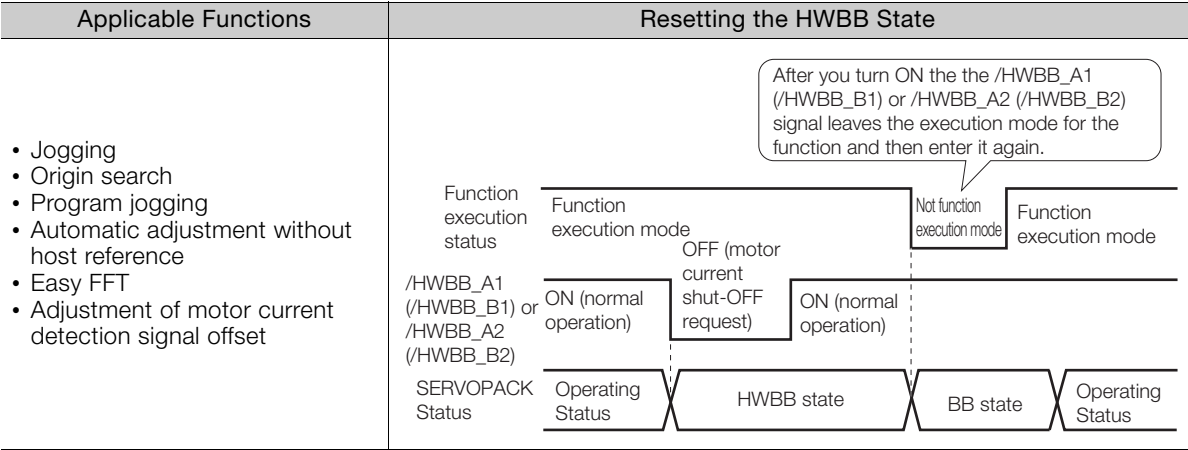 Applicable Functions
Resetting the HWBB State
• Jogging
• Origin search
• Program jogging
• Automatic adjustment without
host reference
• Easy FFT
• Adjustment of motor current
detection signal offset
After you turn ON the the /HWBB_A1
(/HWBB_B1) or /HWBB_A2 (/HWBB_B2)
signal leaves the execution mode for the
function and then enter it again.
Function
execution
status
Function
execution mode
Not function
execution mode
Function
execution mode
/HWBB_A1
(/HWBB_B1) or
/HWBB_A2
(/HWBB_B2)
ON (normal
operation)
OFF (motor
current
shut-OFF
request)
ON (normal
operation)
SERVOPACK
Status
Operating
Status
HWBB state
BB state
Operating
Status